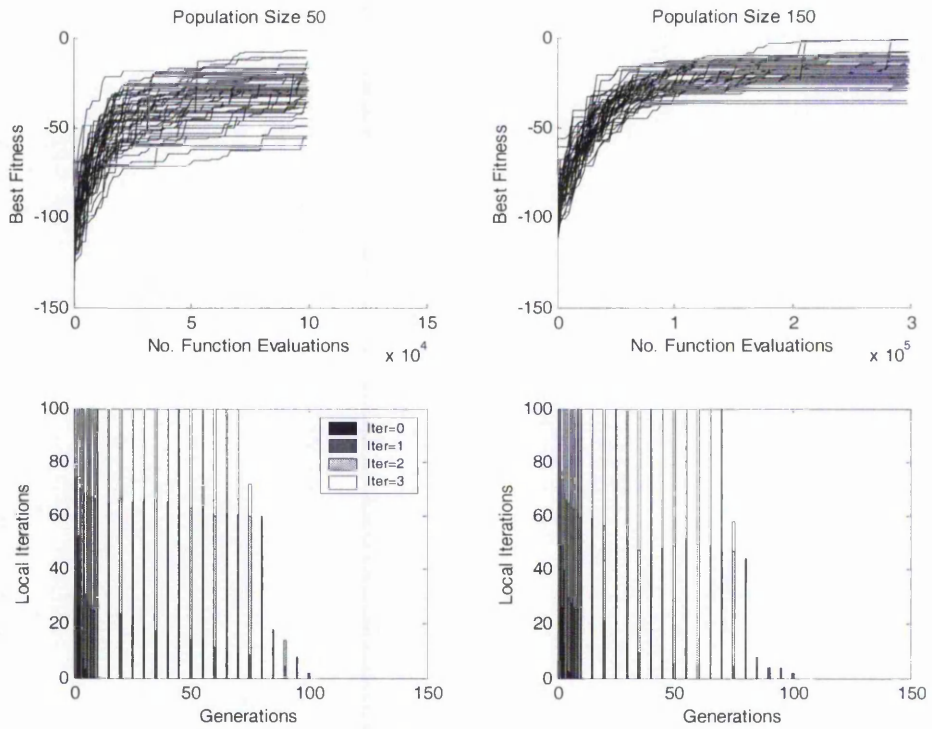 Population Size 50
0
-50
-100
-150
Best Fitness
0
5
10
15
No. Function Evaluations
x 10^4
Population Size 150
0
-50
-100
-150
Best Fitness
0
1
2
3
No. Function Evaluations
x 10^5
100
80
60
40
20
0
Local Iterations
Iter=0
Iter=1
Iter=2
Iter=3
0
50
100
150
Generations
100
80
60
40
20
0
Local Iterations
0
50
100
150
Generations